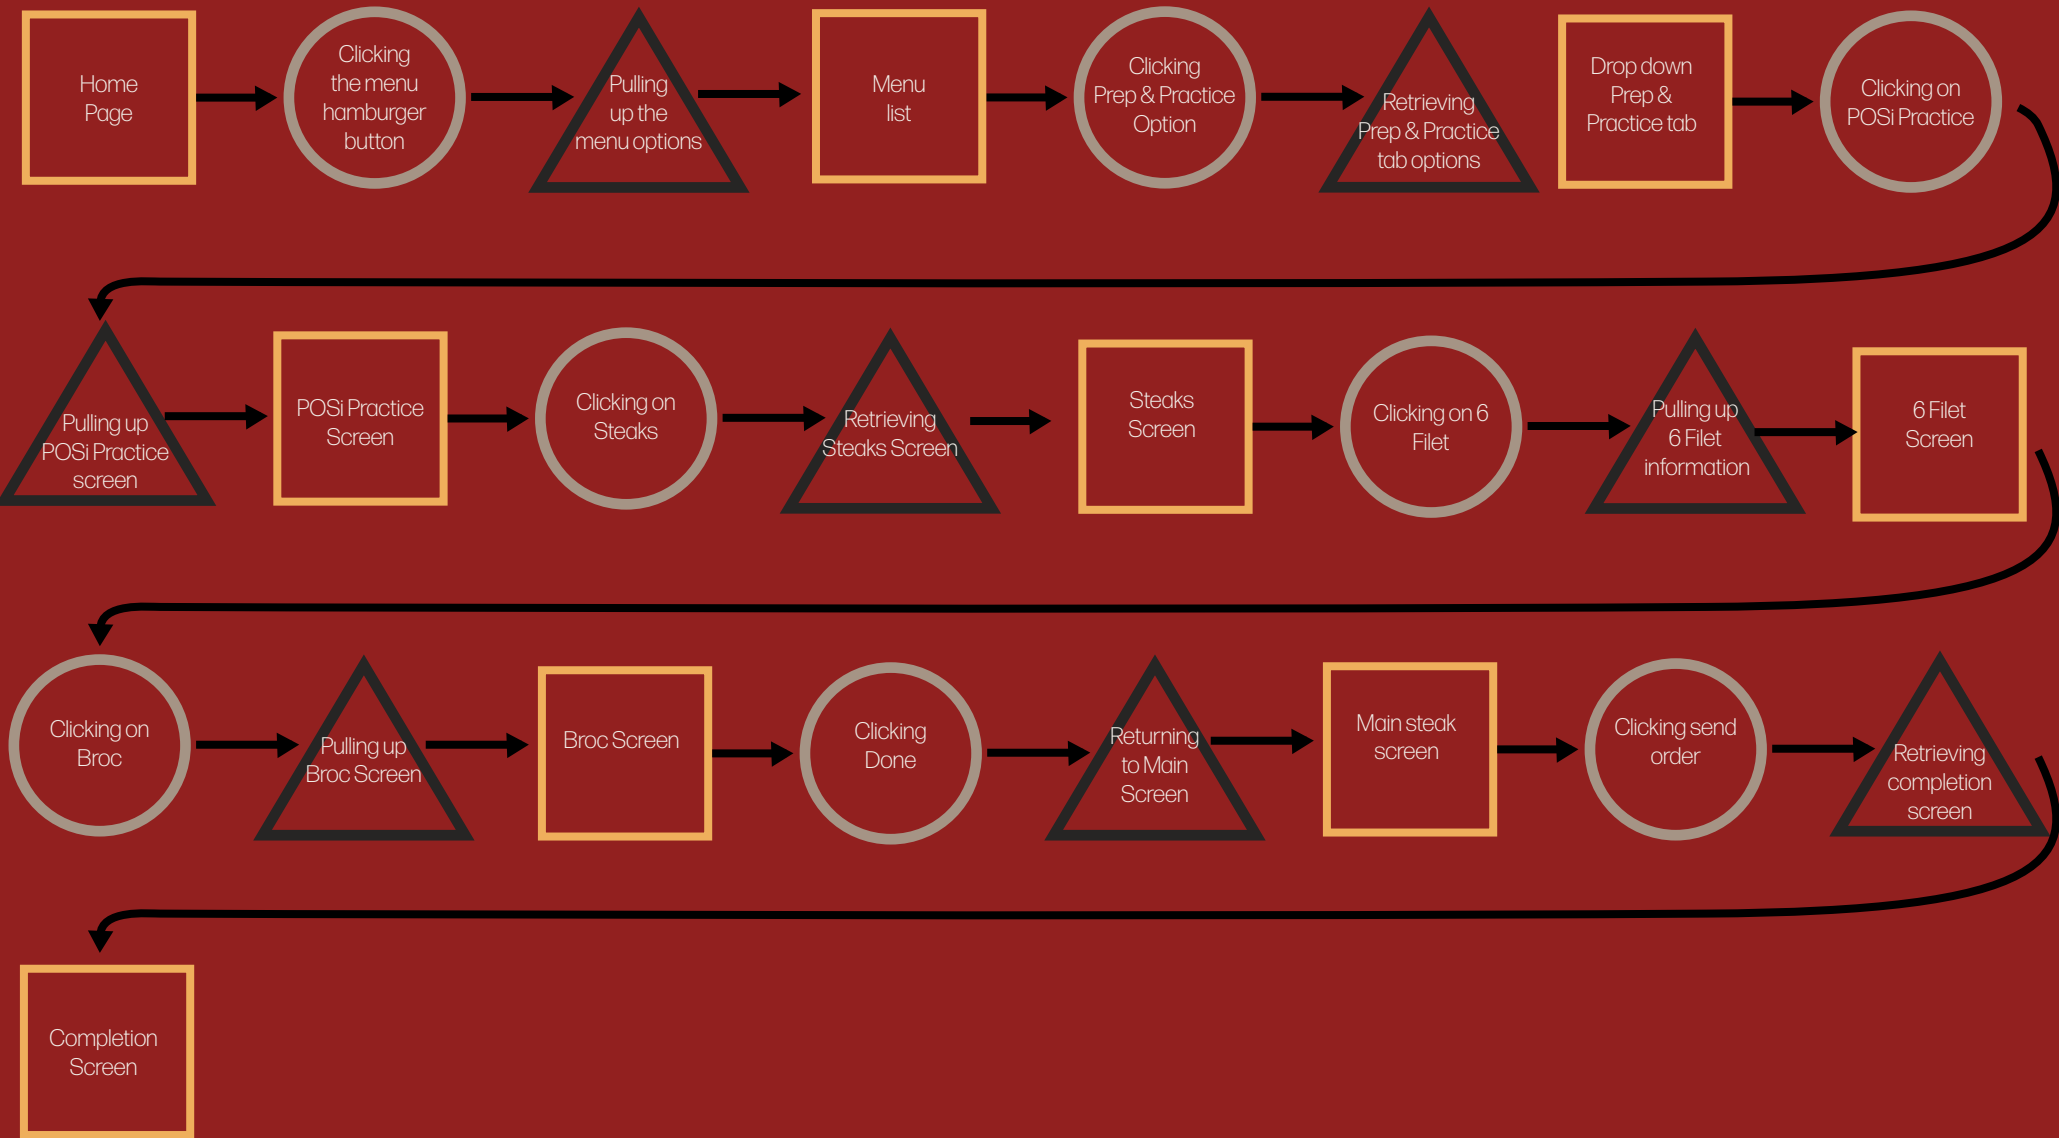 Home
Page
Clicking
the menu
hamburger
button
Pulling
up the
menu options
Menu
list
Clicking
Prep & Practice
Option
Retrieving
Prep & Practice
tab options
Drop down
Prep &
Practice tab
Clicking on
POSi Practice
Pulling up
POSi Practice
screen
POSi Practice
Screen
Clicking on
Steaks
Retrieving
Steaks Screen
Steaks
Screen
Clicking on 6
Filet
Pulling up
6 Filet
information
6 Filet
Screen
Clicking on
Broc
Pulling up
Broc Screen
Broc Screen
Clicking
Done
Returning
to Main
Screen
Main steak
screen
Clicking send
order
Retrieving
completion
screen
Completion
Screen